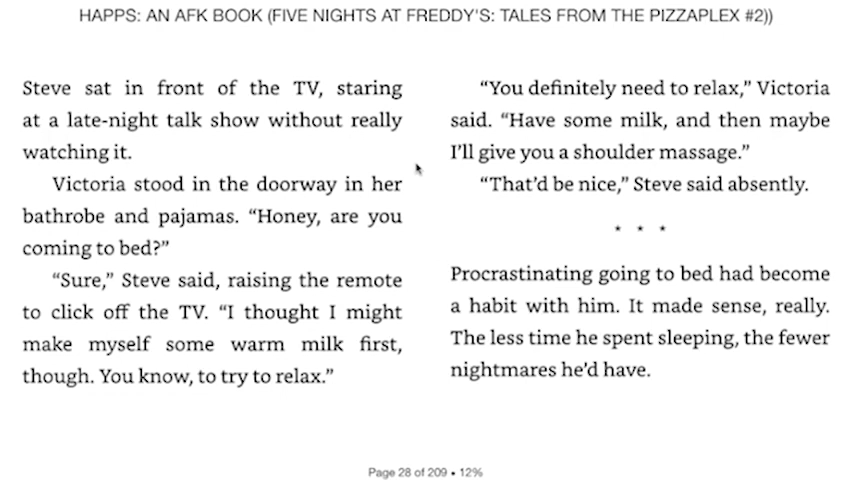 HAPPS: AN AFK BOOK (FIVE NIGHTS AT FREDDY'S: TALES FROM THE PIZZAPLEX #2))
Steve sat in front of the TV, staring
at a late-night talk show without really
watching it.
Victoria stood in the doorway in her
bathrobe and pajamas. “Honey, are you
coming to bed?”
“Sure,” Steve said, raising the remote
to click off the TV. “I thought I might
make myself some warm milk first,
though. You know, to try to relax.”
“You definitely need to relax,” Victoria
said. “Have some milk, and then maybe
I’ll give you a shoulder massage.”
“That’d be nice,” Steve said absently.
* * *
Procrastinating going to bed had become
a habit with him. It made sense, really.
The less time he spent sleeping, the fewer
nightmares he’d have.
Page 28 of 209 • 12%